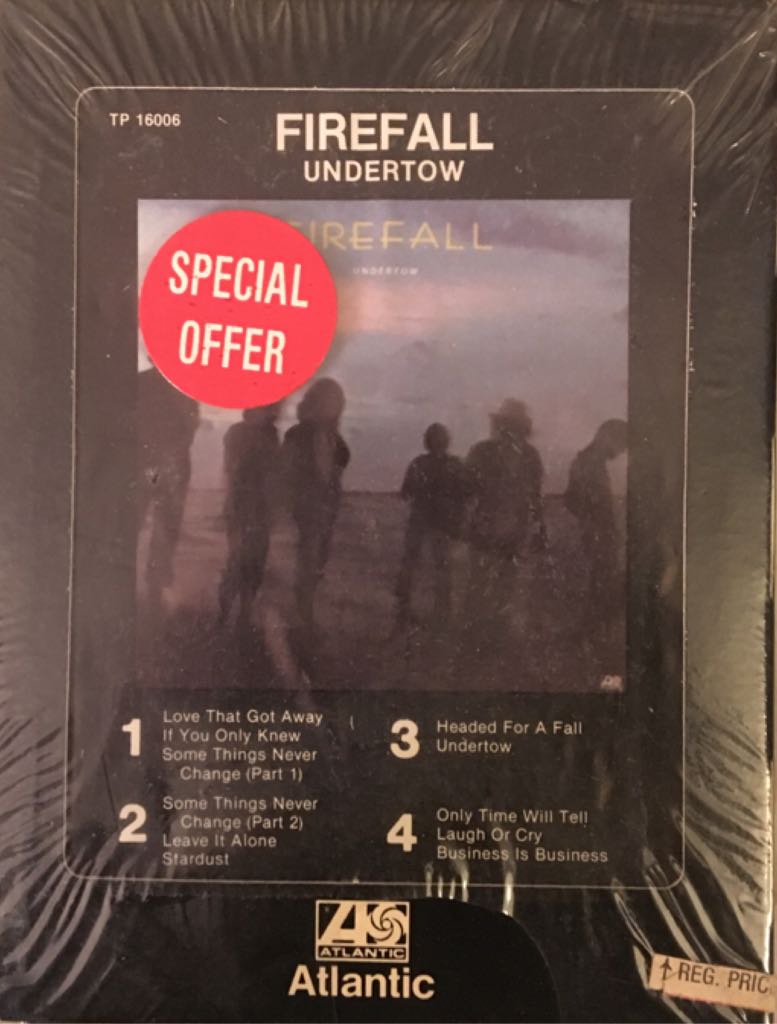 TP 16006
FIREFALL
UNDERTOW
FIREFALL
UNDERTOW
SPECIAL
OFFER
1
Love That Got Away
If You Only Knew
Some Things Never
Change (Part 1)
2
Some Things Never
Change (Part 2)
Leave It Alone
Stardust
3
Headed For A Fall
Undertow
4
Only Time Will Tell
Laugh Or Cry
Business Is Business
ATLANTIC
Atlantic
↑ REG. PRIC